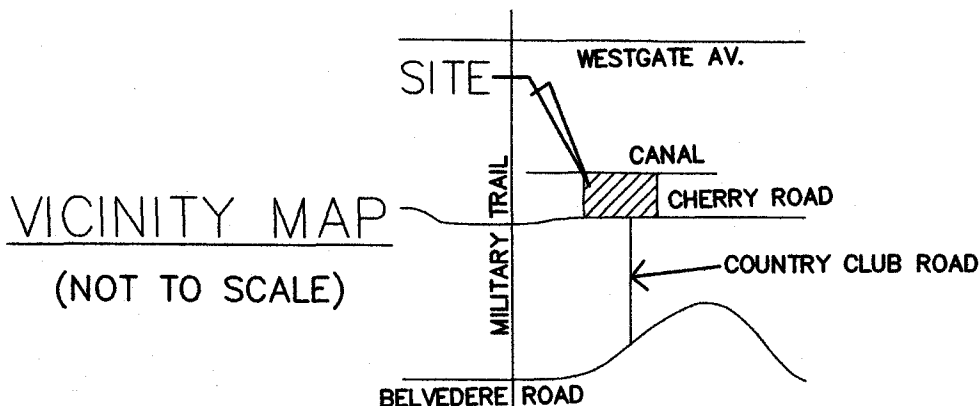 WESTGATE AV.
SITE
CANAL
CHERRY ROAD
VICINITY MAP
(NOT TO SCALE)
MILITARY TRAIL
COUNTRY CLUB ROAD
BELVEDERE ROAD